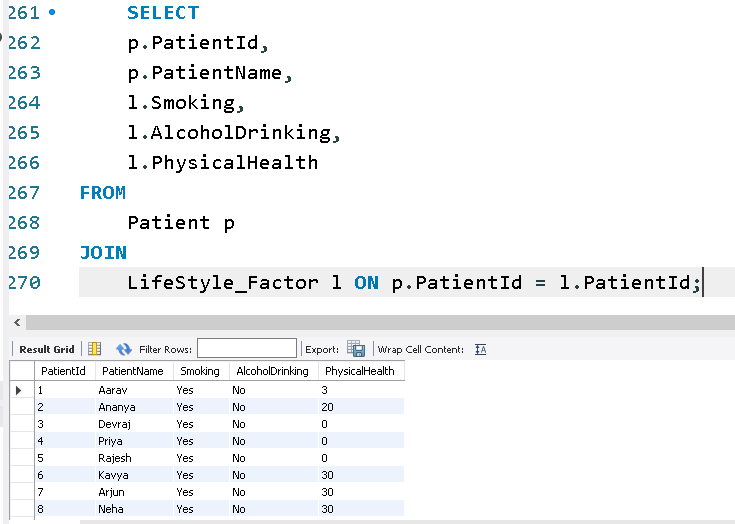 261 SELECT
262 p.PatientId,
263 p.PatientName,
264 l.Smoking,
265 l.AlcoholDrinking,
266 l.PhysicalHealth
267 FROM
268 Patient p
269 JOIN
270 LifeStyle_Factor l ON p.PatientId = l.PatientId;
Result Grid Filter Rows: Export: Wrap Cell Content: IA
PatientId PatientName Smoking AlcoholDrinking PhysicalHealth
1 Aarav Yes No 3
2 Ananya Yes No 20
3 Devraj Yes No 0
4 Priya Yes No 0
5 Rajesh Yes No 0
6 Kavya Yes No 30
7 Arjun Yes No 30
8 Neha Yes No 30